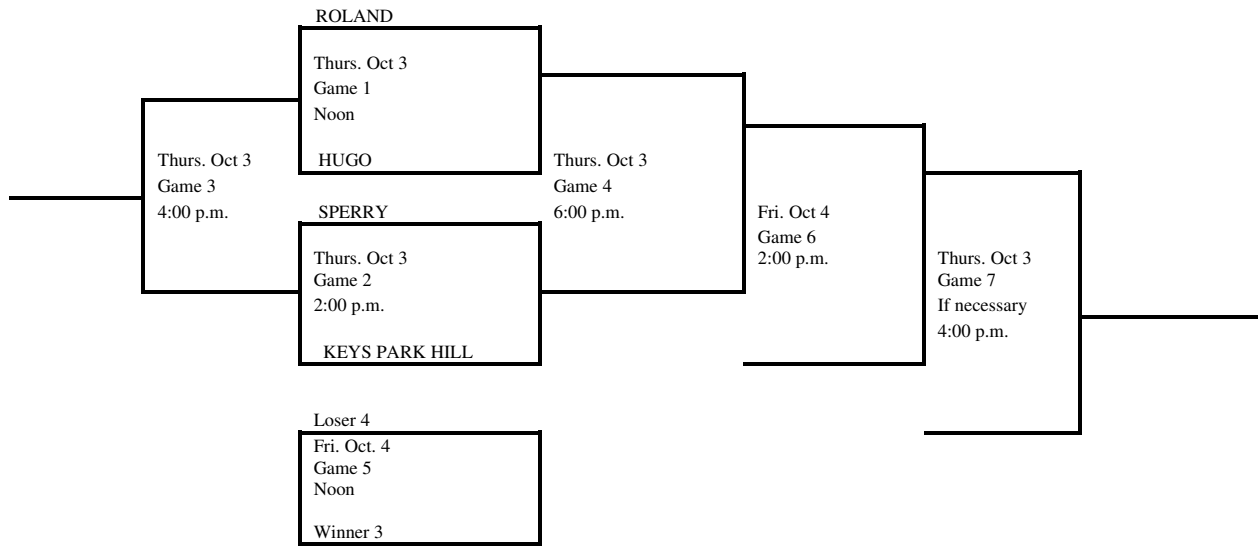 ROLAND
Thurs. Oct 3
Game 1
Noon
HUGO
Thurs. Oct 3
Game 3
4:00 p.m.
Thurs. Oct 3
Game 4
6:00 p.m.
SPERRY
Thurs. Oct 3
Game 2
2:00 p.m.
KEYS PARK HILL
Fri. Oct 4
Game 6
2:00 p.m.
Thurs. Oct 3
Game 7
If necessary
4:00 p.m.
Loser 4
Fri. Oct. 4
Game 5
Noon
Winner 3